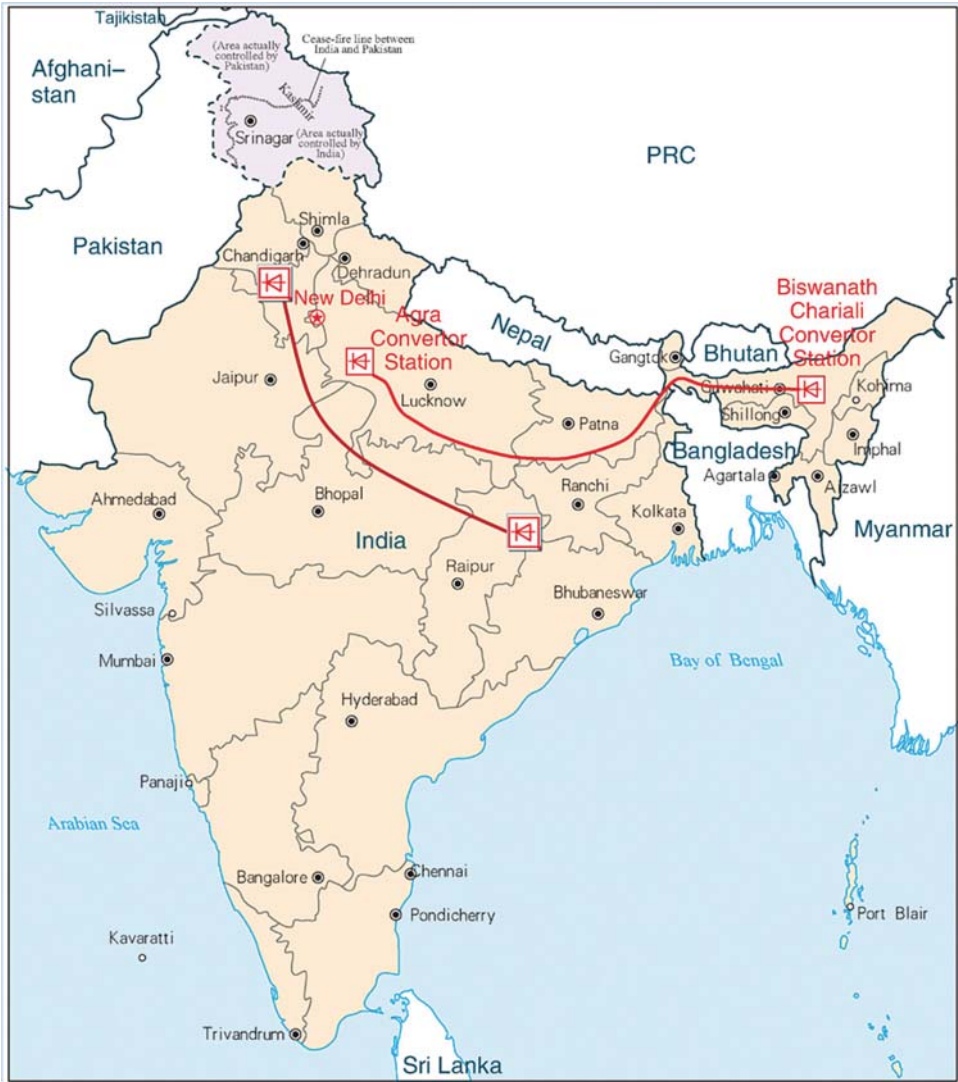 Tajikistan
Afghani–
stan
(Area actually
controlled by
Pakistan)
Cease-fire line between
India and Pakistan
Kashmir
Srinagar
(Area actually
controlled by
India)
PRC
Pakistan
Shimla
Chandigarh
Dehradun
New Delhi
Agra
Convertor
Station
Nepal
Biswanath
Chariali
Convertor
Station
Gangtok
Bhutan
Jaipur
Lucknow
Guwahati
Kohima
Shillong
Patna
Imphal
Bangladesh
Agartala
Aizawl
Ahmedabad
Bhopal
Ranchi
Kolkata
India
Myanmar
Raipur
Bhubaneswar
Silvassa
Mumbai
Bay of Bengal
Hyderabad
Panaji
Arabian Sea
Bangalore
Chennai
Pondicherry
Port Blair
Kavaratti
Trivandrum
Sri Lanka